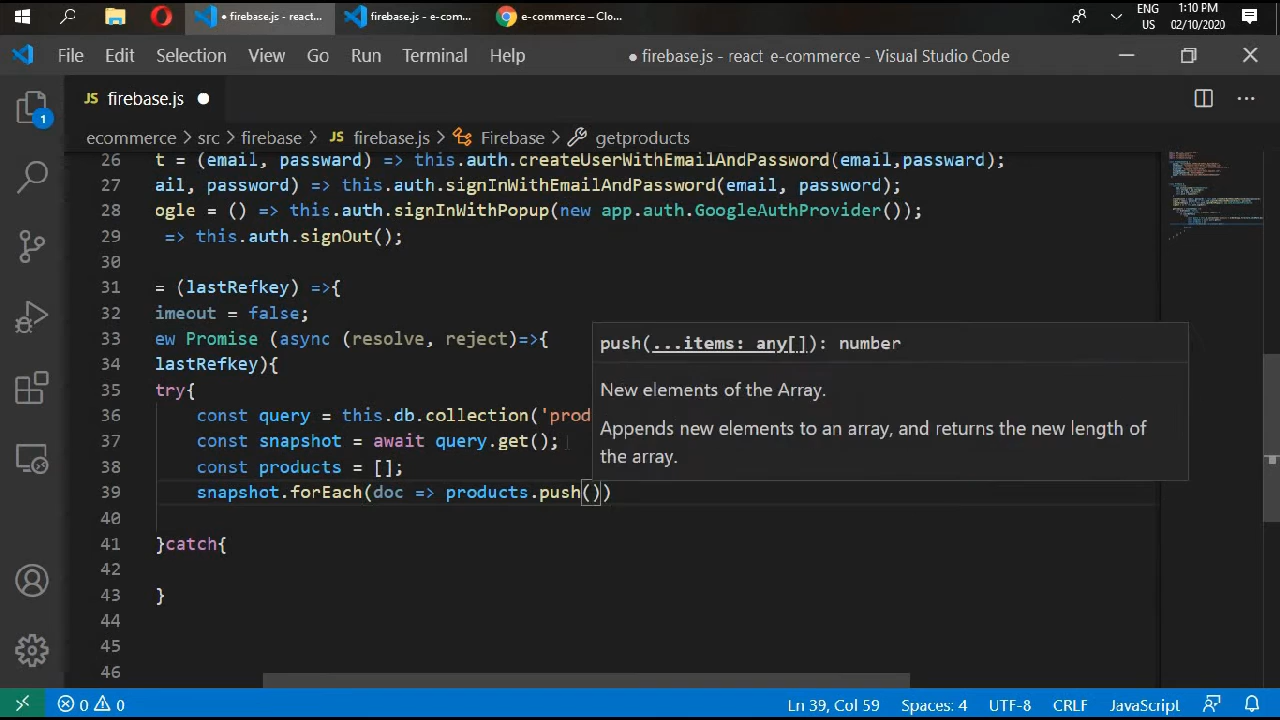 firebase.js - react...
firebase.js - e-com...
e-commerce – Clo...
ENG
US
1:10 PM
02/10/2020
File Edit Selection View Go Run Terminal Help
● firebase.js - react e-commerce - Visual Studio Code
JS firebase.js
ecommerce > src > firebase > JS firebase.js > Firebase > getproducts
26 t = (email, passward) => this.auth.createUserWithEmailAndPassword(email,passward);
27 ail, password) => this.auth.signInWithEmailAndPassword(email, password);
28 ogle = () => this.auth.signInWithPopup(new app.auth.GoogleAuthProvider());
29 => this.auth.signOut();
30
31 = (lastRefkey) =>{
32 imeout = false;
33 ew Promise (async (resolve, reject)=>{
34 lastRefkey){
35 try{
36 const query = this.db.collection('prod
37 const snapshot = await query.get();
38 const products = [];
39 snapshot.forEach(doc => products.push())
40
41 }catch{
42
43 }
44
45
46
push(...items: any[]): number
New elements of the Array.
Appends new elements to an array, and returns the new length of
the array.
1
0 0
Ln 39, Col 59
Spaces: 4
UTF-8
CRLF
JavaScript